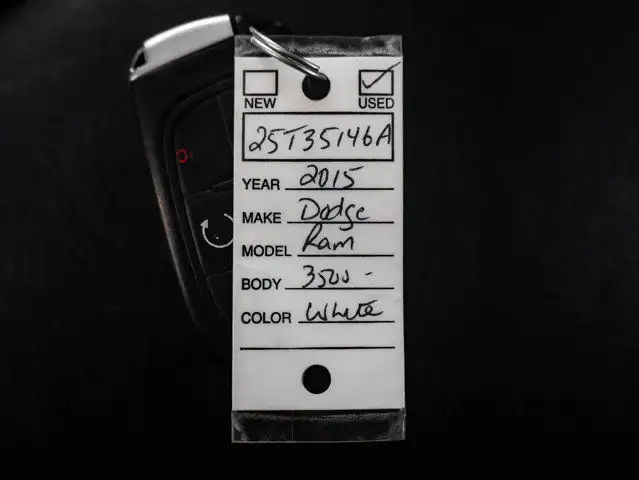 NEW USED
25T35146A
YEAR 2015
MAKE Dodge
MODEL Ram
BODY 3500 -
COLOR White